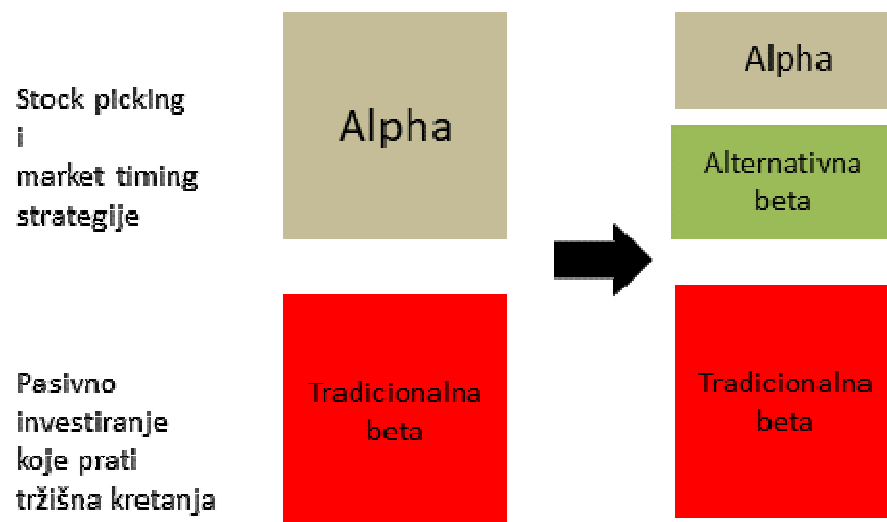 Stock picking
i
market timing
strategije
Alpha
Alpha
Alternativna
beta
Pasivno
investiranje
koje prati
tržišna kretanja
Tradicionalna
beta
Tradicionalna
beta